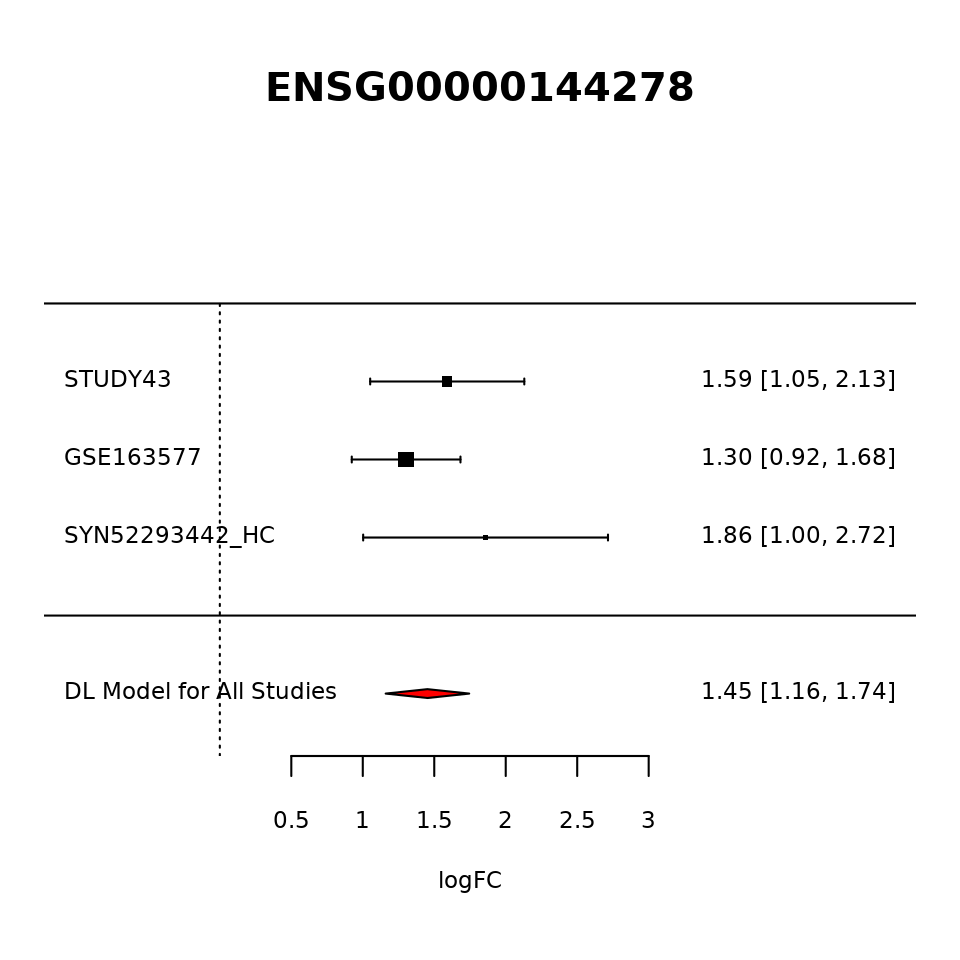 ENSG00000144278
STUDY43 1.59 [1.05, 2.13]
GSE163577 1.30 [0.92, 1.68]
SYN52293442_HC 1.86 [1.00, 2.72]
DL Model for All Studies 1.45 [1.16, 1.74]
0.5 1 1.5 2 2.5 3
logFC